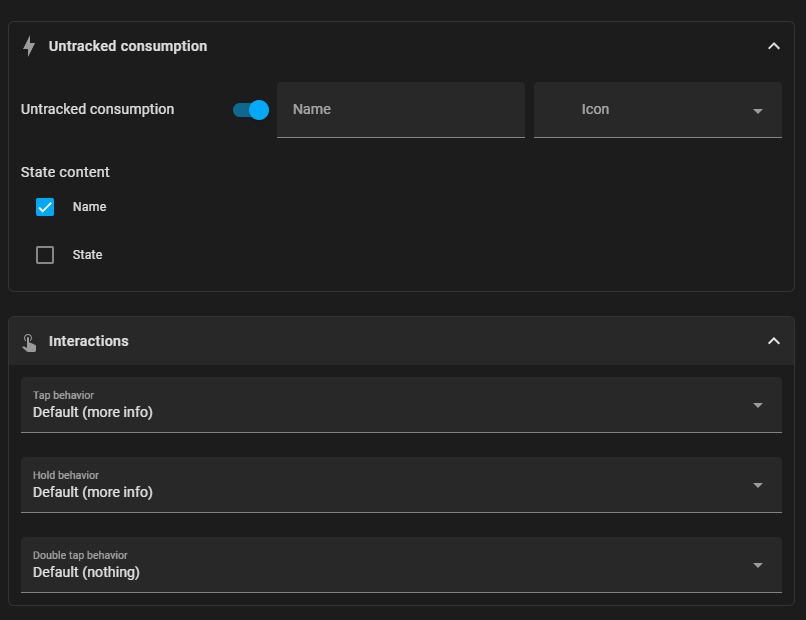 Untracked consumption
Untracked consumption
Name
Icon
State content
Name
State
Interactions
Tap behavior
Default (more info)
Hold behavior
Default (more info)
Double tap behavior
Default (nothing)